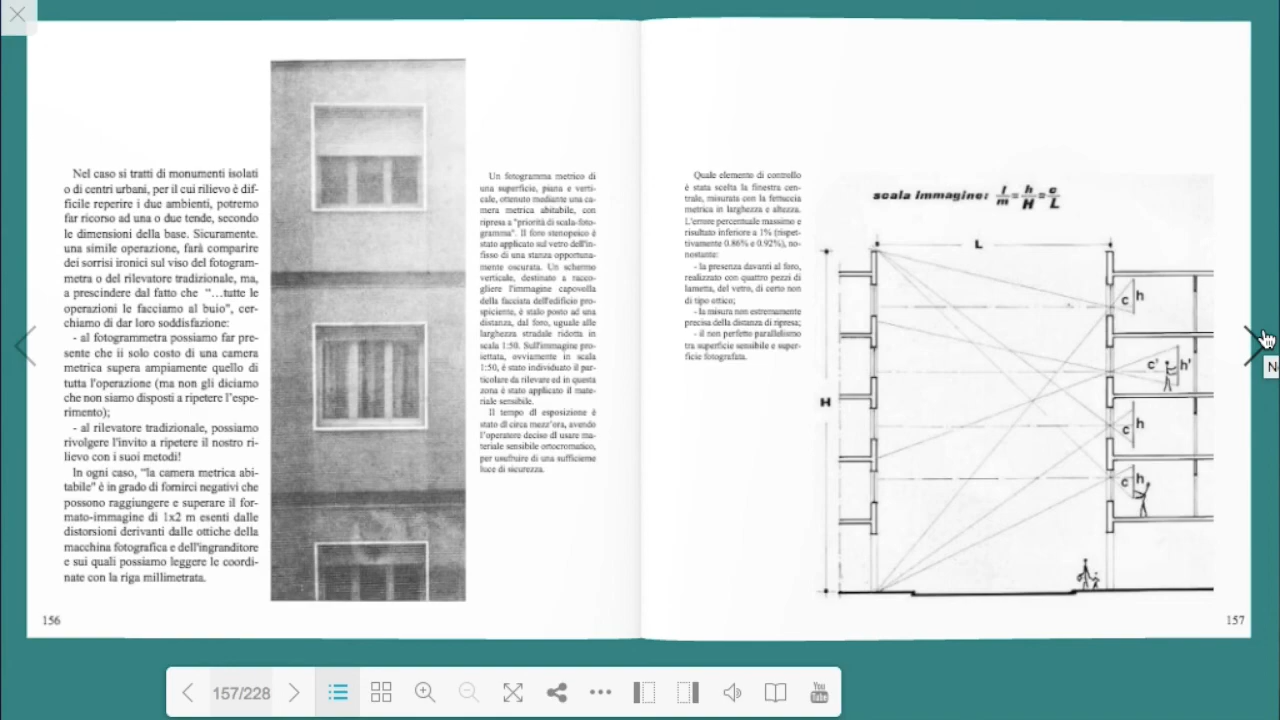 Nel caso si tratti di monumenti isolati
o di centri urbani, per il cui rilievo è dif-
ficile reperire i due ambienti, potremo
far ricorso ad una o due tende, secondo
le dimensioni della base. Sicuramente.
una simile operazione, farà comparire
dei sorrisi ironici sul viso del fotogram-
metra o del rilevatore tradizionale, ma,
a prescindere dal fatto che "...tutte le
operazioni le facciamo al buio", cer-
chiamo di dar loro soddisfazione:
- al fotogrammetra possiamo far pre-
sente che ii solo costo di una camera
metrica supera ampiamente quello di
tutta l'operazione (ma non gli diciamo
che non siamo disposti a ripetere l'espe-
rimento);
- al rilevatore tradizionale, possiamo
rivolgere l'invito a ripetere il nostro ri-
lievo con i suoi metodi!
In ogni caso, "la camera metrica abi-
tabile" è in grado di fornirci negativi che
possono raggiungere e superare il for-
mato-immagine di 1x2 m esenti dalle
distorsioni derivanti dalle ottiche della
macchina fotografica e dell'ingranditore
e sui quali possiamo leggere le coordi-
nate con la riga millimetrata.
156
Un fotogramma metrico di
una superficie, piana e verti-
cale, ottenuto mediante una ca-
mera metrica abitabile, con
ripresa a "priorità di scala-foto-
gramma". Il foro stenopeico è
stato applicato sul vetro dell'in-
fisso di una stanza opportuna-
mente oscurata. Un schermo
verticale, destinato a racco-
gliere l'immagine capovolla
della facciata dell'edificio pro-
spiciente, è stalo posto ad una
distanza, dal foro, uguale alle
larghezza stradale ridotta in
scala 1:50. Sull'immagine pro-
iettata, ovviamente in scala
1:50, è stato individuato il par-
ticolare da rilevare ed in questa
zona è stato applicato il mate-
riale sensibile.
Il tempo dI esposizione è
stato dI circa mezz'ora, avendo
l'operatore deciso dI usare ma-
teriale sensibile ortocromatico,
per usufruire di una sufficiente
luce di sicurezza.
Quale elemento di controllo
è stata scelta la finestra cen-
trale, misurata con la fettuccia
metrica in larghezza e altezza.
L'errore percentuale massimo e
risultato inferiore a 1% (rispet-
tivamente 0.86% e 0.92%), no-
nostante:
- la presenza davanti al foro,
realizzato con quattro pezzi di
lametta, del vetro, di certo non
di tipo ottico;
- la misura non estremamente
precisa della distanza di ripresa;
- il non perfetto parallelismo
tra superficie sensibile e super-
ficie fotografata.
scala immagine: l/m = h/H = c/L
L
c h
c' h'
H
c h
c h
157
N
157/228
You
Tube